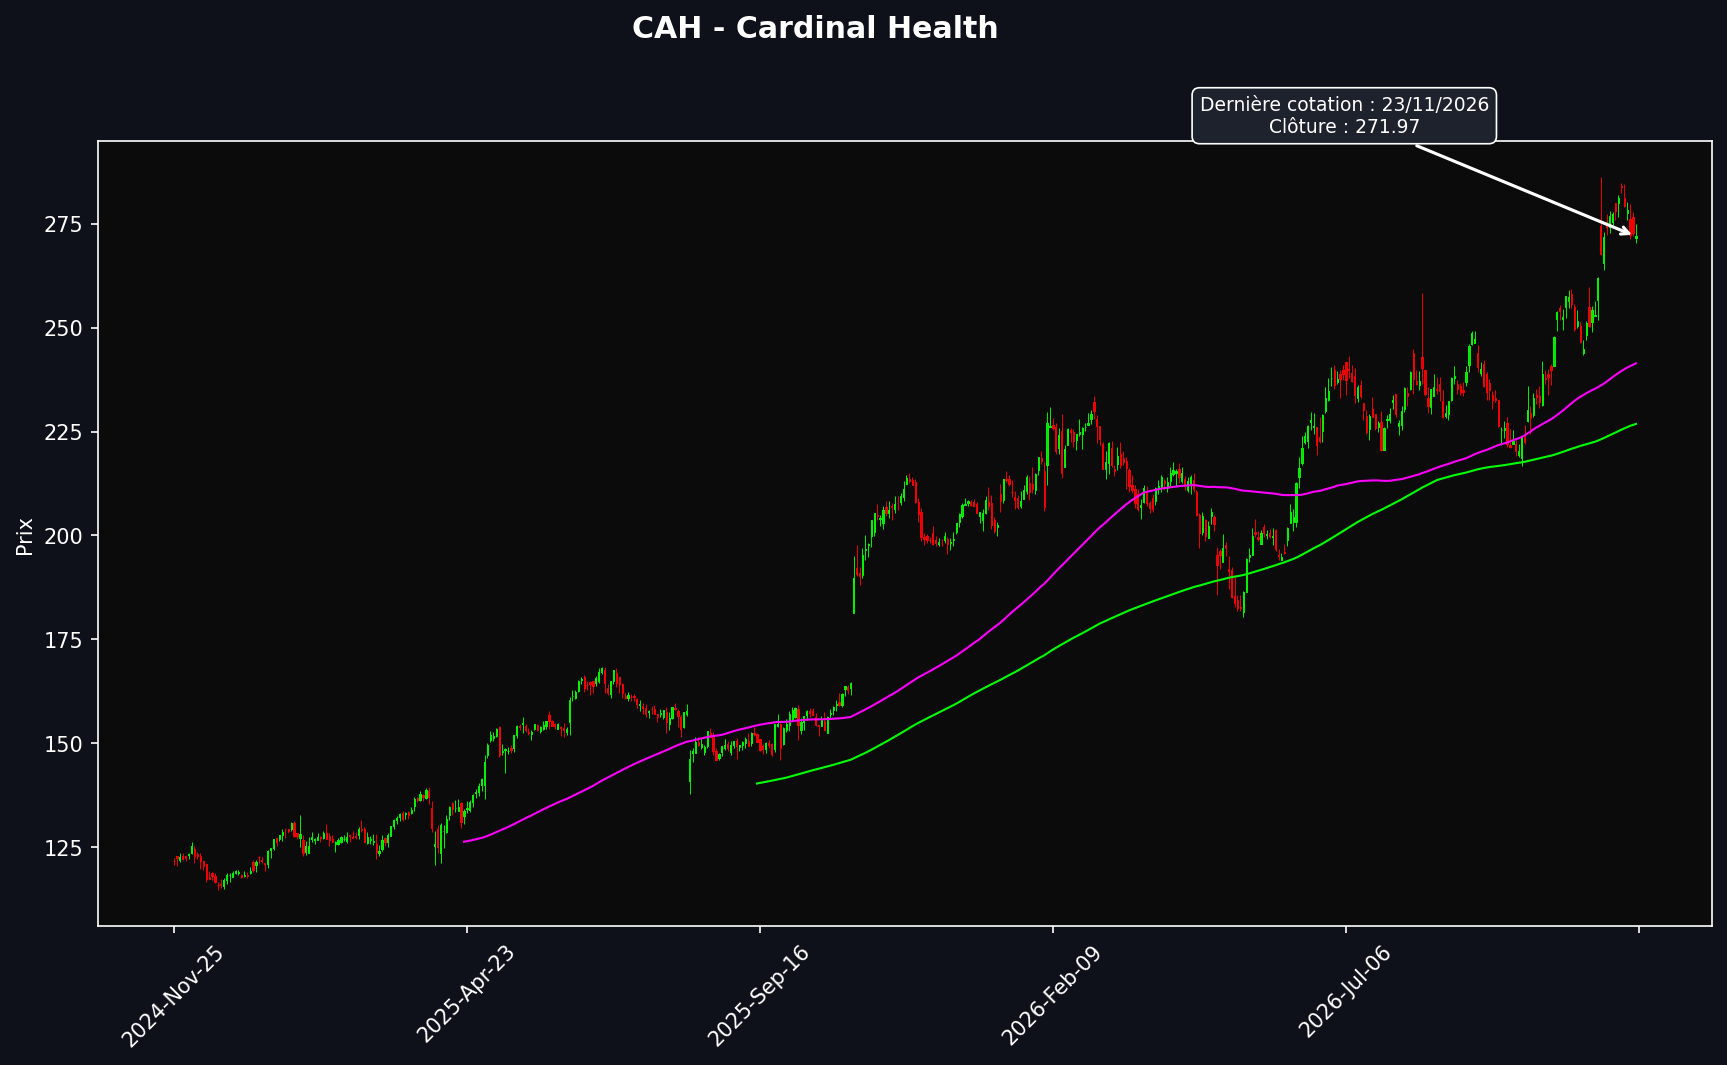 CAH - Cardinal Health
Dernière cotation : 23/11/2026
Clôture : 271.97
Prix
275
250
225
200
175
150
125
2024-Nov-25
2025-Apr-23
2025-Sep-16
2026-Feb-09
2026-Jul-06